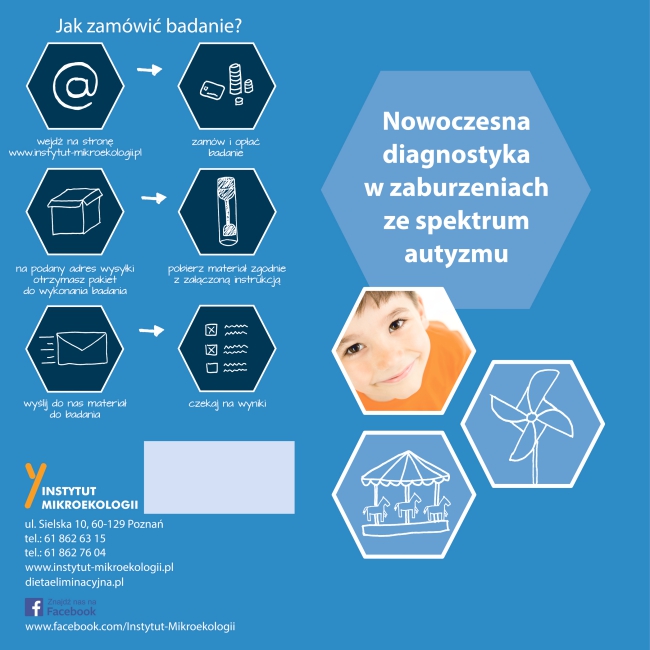 Jak zamówić badanie?
wejdź na stronę
www.instytut-mikroekologii.pl
zamów i opłać
badanie
na podany adres wysyłki
otrzymasz pakiet
do wykonania badania
pobierz materiał zgodnie
z załączoną instrukcją
wyślij do nas materiał
do badania
czekaj na wyniki
INSTYTUT
MIKROEKOLOGII
ul. Sielska 10, 60-129 Poznań
tel.: 61 862 63 15
tel.: 61 862 76 04
www.instytut-mikroekologii.pl
dietaeliminacyjna.pl
Znajdź nas na
Facebook
www.facebook.com/Instytut-Mikroekologii
Nowoczesna
diagnostyka
w zaburzeniach
ze spektrum
autyzmu